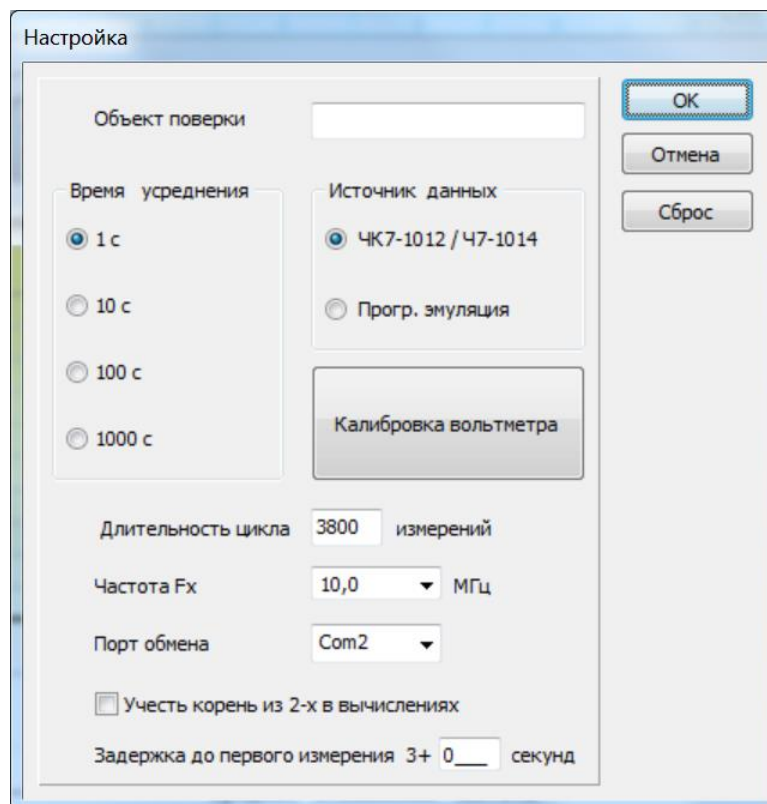 Настройка
Объект поверки
OK
Отмена
Сброс
Время усреднения
1 с
10 с
100 с
1000 с
Источник данных
ЧК7-1012 / Ч7-1014
Прогр. эмуляция
Калибровка вольтметра
Длительность цикла 3800 измерений
Частота Fx 10,0 МГц
Порт обмена Com2
Учесть корень из 2-х в вычислениях
Задержка до первого измерения 3+ 0___ секунд